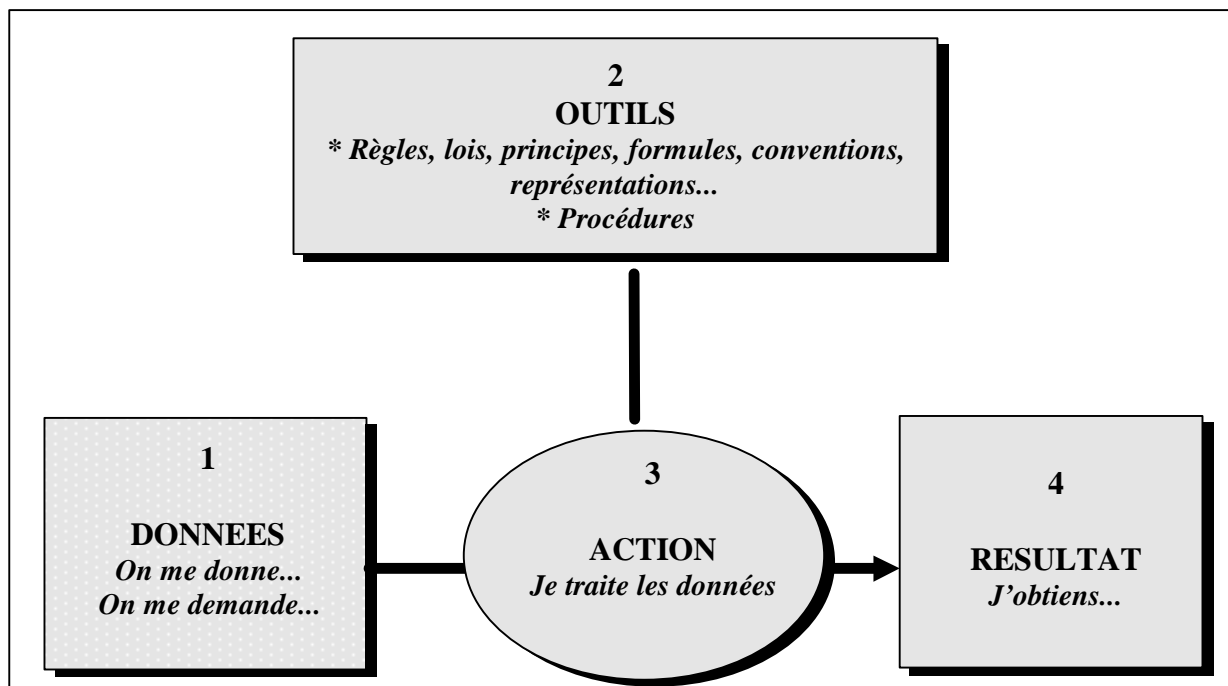 2
OUTILS
* Règles, lois, principes, formules, conventions,
représentations...
* Procédures
1
DONNEES
On me donne...
On me demande...
3
ACTION
Je traite les données
4
RESULTAT
J’obtiens...